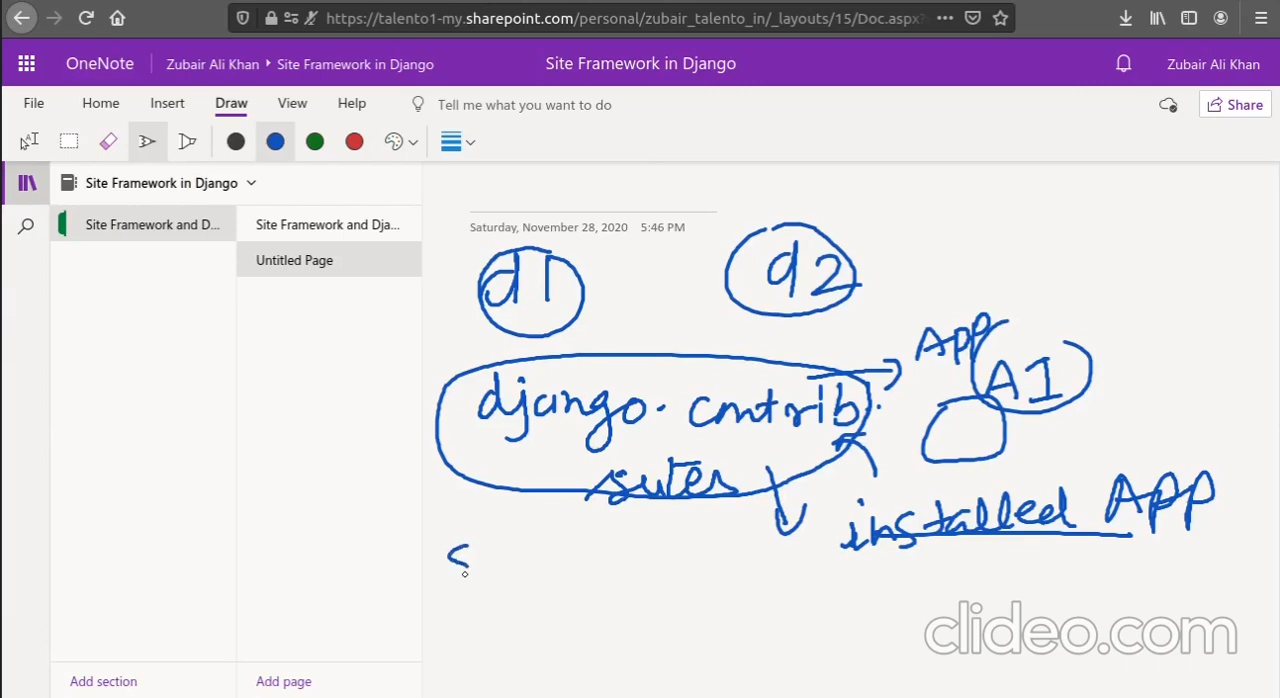 https://talento1-my.sharepoint.com/personal/zubair_talento_in/_layouts/15/Doc.aspx?
OneNote Zubair Ali Khan Site Framework in Django Site Framework in Django Zubair Ali Khan
File Home Insert Draw View Help Tell me what you want to do Share
Site Framework in Django
Site Framework and D... Site Framework and Dja...
Untitled Page
Saturday, November 28, 2020 5:46 PM
d1 d2
APP
A1
django. contrib.
sites
installed APP
S
clideo.com
Add section Add page